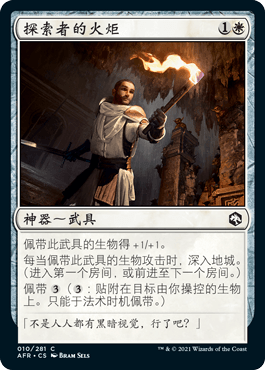 探索者的火炬 1
神器～武具
佩带此武具的生物得+1/+1。
每当佩带此武具的生物攻击时，深入地城。
（进入第一个房间，或前进至下一个房间。）
佩带3（3：贴附在目标由你操控的生物
上。只能于法术时机佩带。）
「不是人人都有黑暗视觉，行了吧？」
010/281 C
AFR • CS BRAM SELS
™ & © 2021 Wizards of the Coast